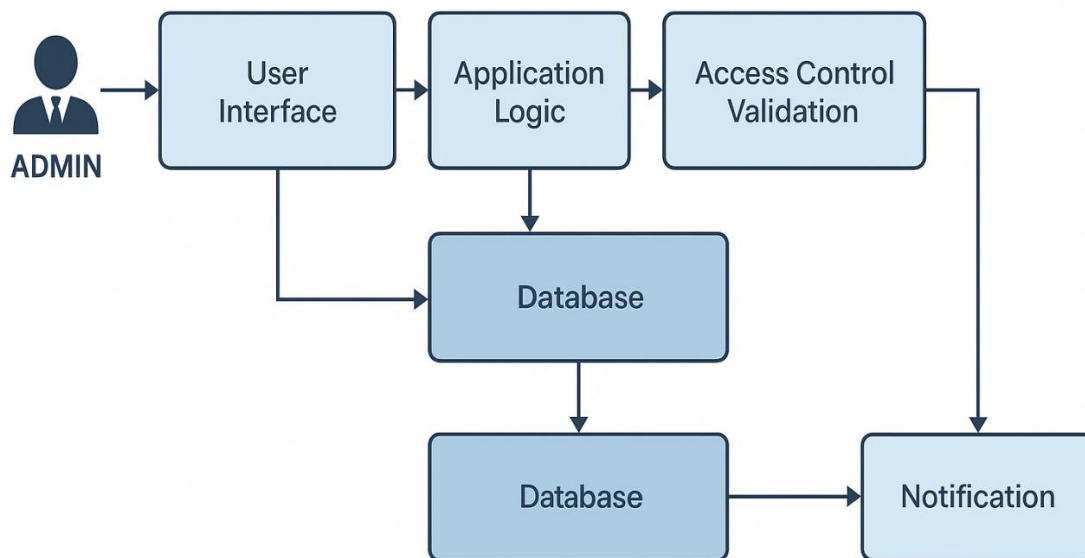 User
Interface
Application
Logic
Access Control
Validation
ADMIN
Database
Database
Notification